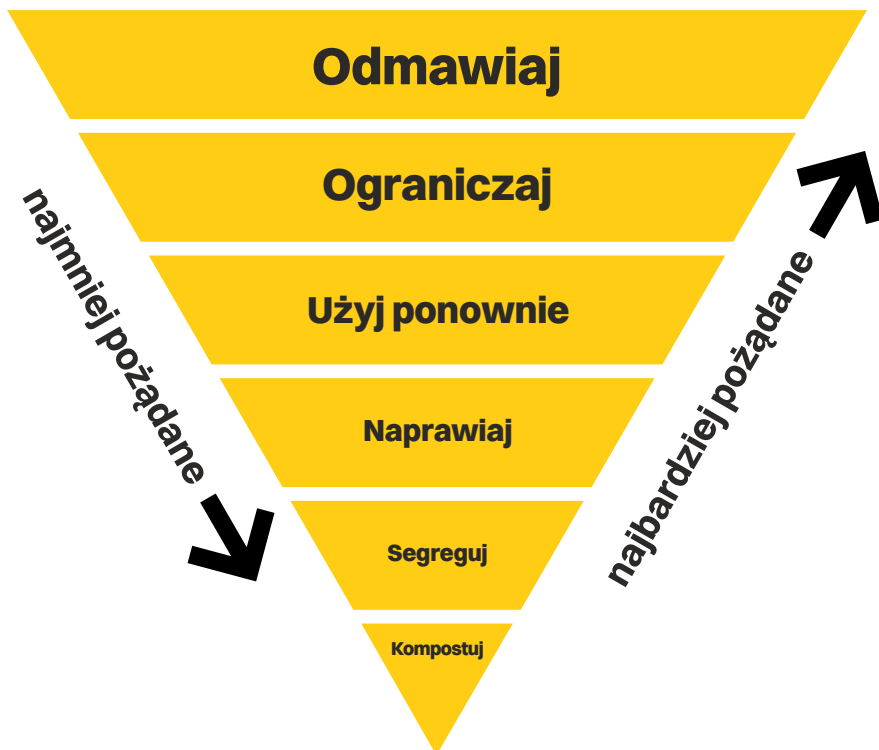 Odmawiaj
Ograniczaj
Użyj ponownie
Naprawiaj
Segreguj
Kompostuj
najmniej pożądane
najbardziej pożądane